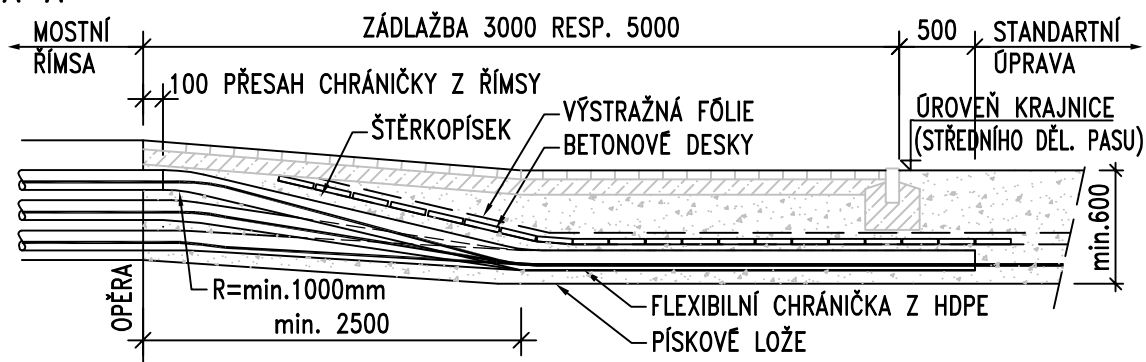 MOSTNÍ
ŘÍMSA
ZÁDLAŽBA 3000 RESP. 5000
500
STANDARTNÍ
ÚPRAVA
100 PŘESAH CHRÁNIČKY Z ŘÍMSY
ŠTĚRKOPÍSEK
VÝSTRAŽNÁ FÓLIE
BETONOVÉ DESKY
ÚROVEŇ KRAJNICE
(STŘEDNÍHO DĚL. PASU)
min.600
OPĚRA
R=min.1000mm
min. 2500
FLEXIBILNÍ CHRÁNIČKA Z HDPE
PÍSKOVÉ LOŽE